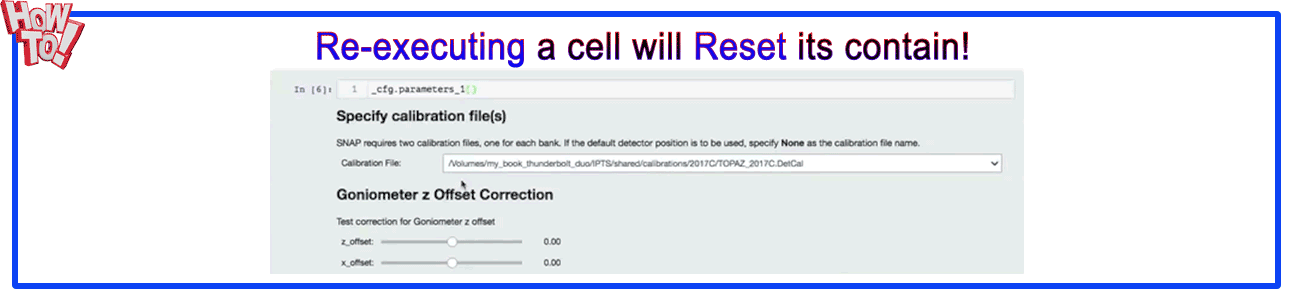 HOW
TO!
Re-executing a cell will Reset its contain!
In [6]: 1 _cfg.parameters_1()
Specify calibration file(s)
SNAP requires two calibration files, one for each bank. If the default detector position is to be used, specify None as the calibration file name.
Calibration File: /Volumes/my_book_thunderbolt_duo/IPTS/shared/calibrations/2017C/TOPAZ_2017C.DetCal
Goniometer z Offset Correction
Test correction for Goniometer z offset
z_offset: 0.00
x_offset: 0.00